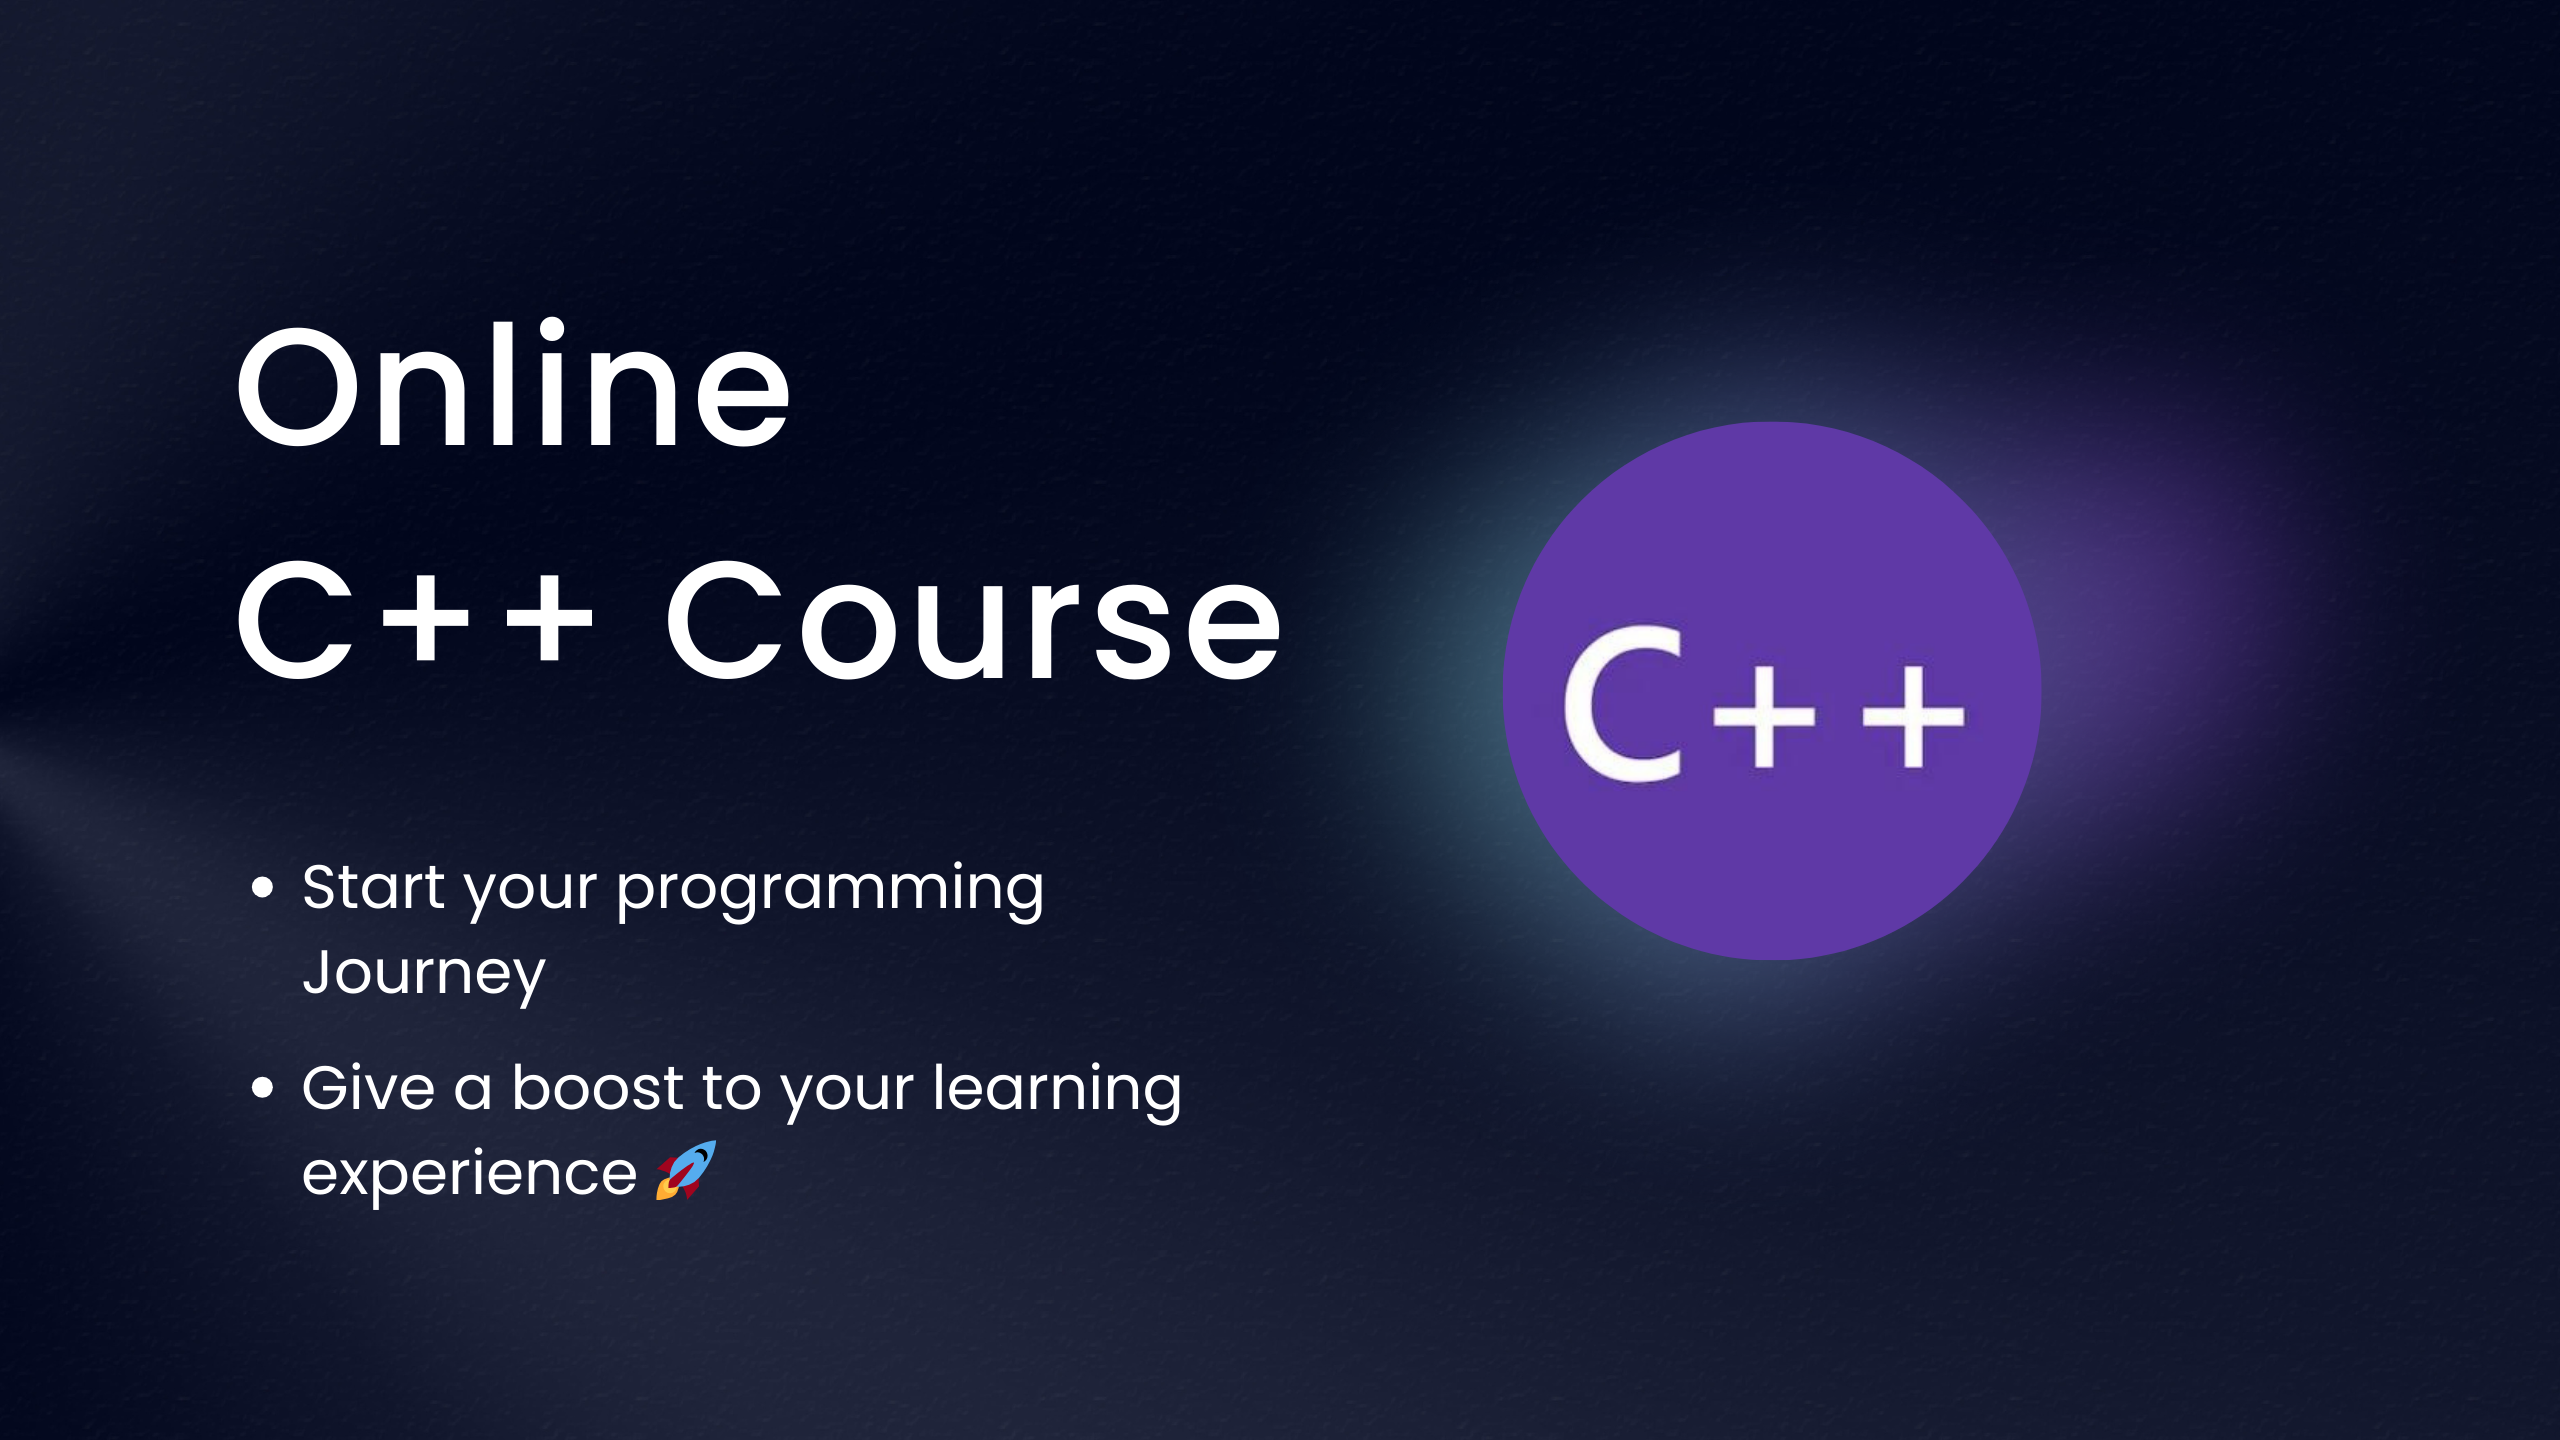 Online
C++ Course
C++
• Start your programming
Journey
• Give a boost to your learning
experience 🚀